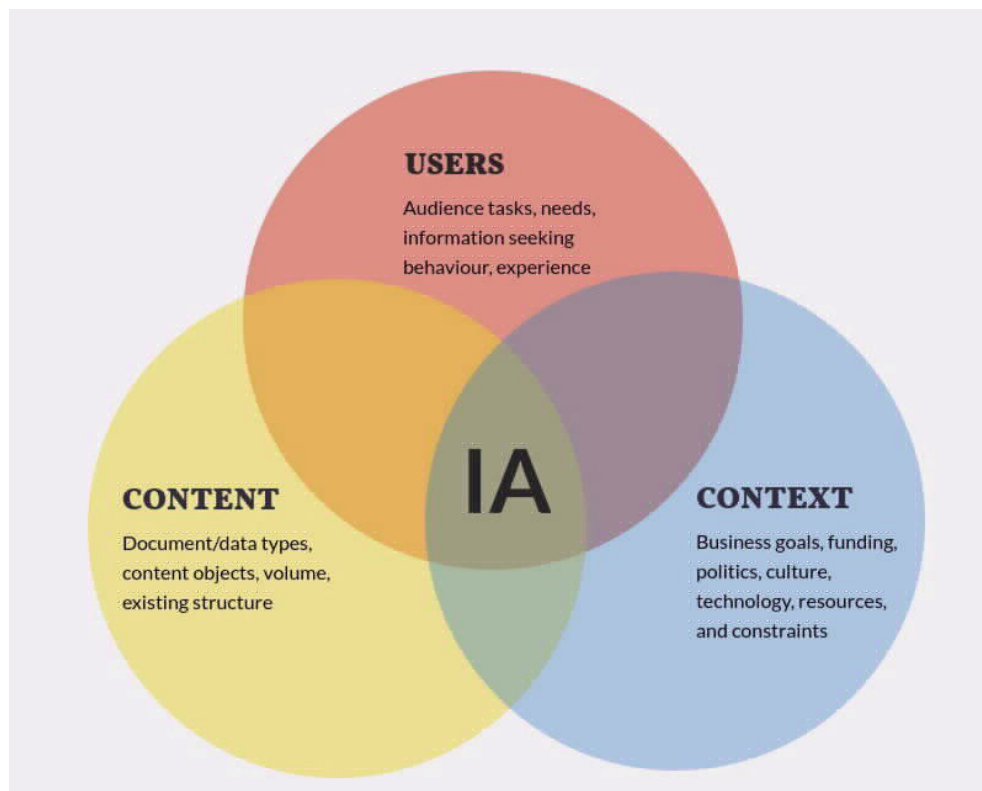 USERS
Audience tasks, needs,
information seeking
behaviour, experience
IA
CONTENT
Document/data types,
content objects, volume,
existing structure
CONTEXT
Business goals, funding,
politics, culture,
technology, resources,
and constraints